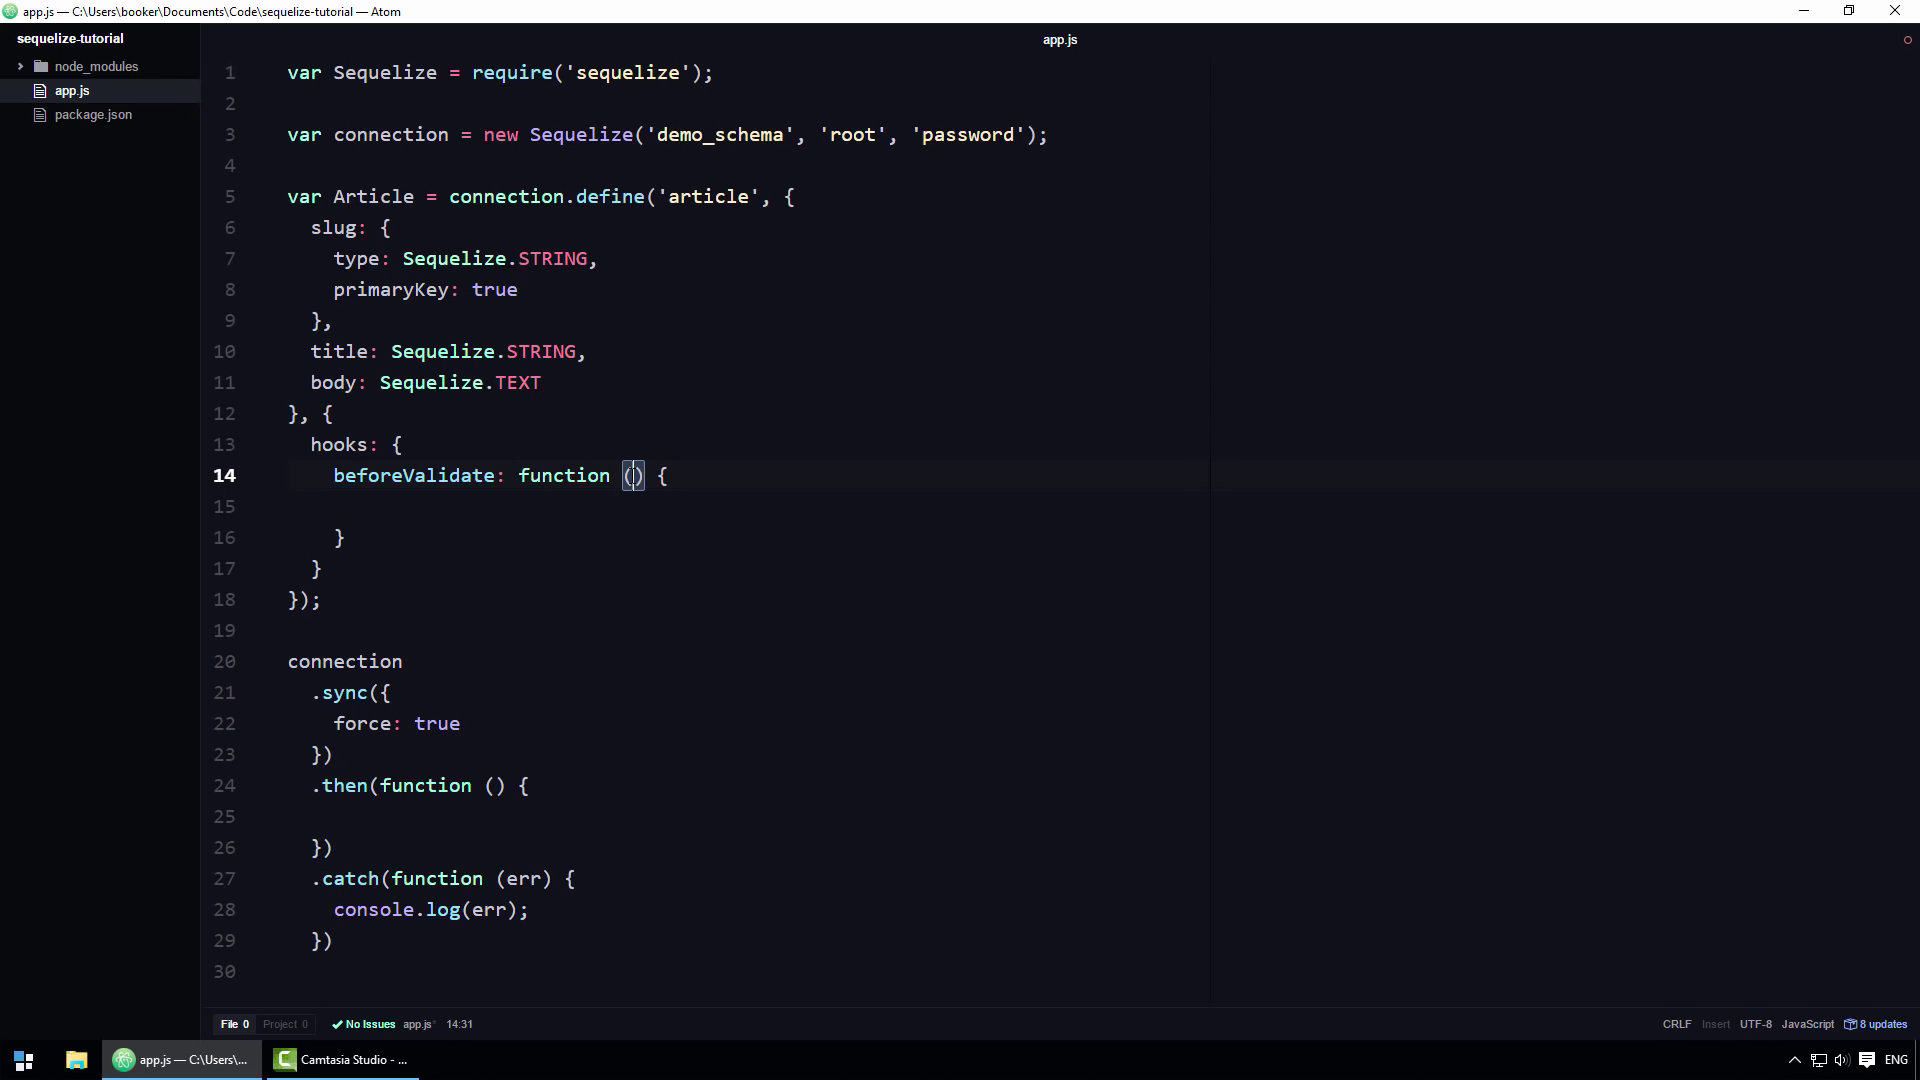 app.js — C:\Users\booker\Documents\Code\sequelize-tutorial — Atom
sequelize-tutorial
node_modules
app.js
package.json
app.js
1 var Sequelize = require('sequelize');
2
3 var connection = new Sequelize('demo_schema', 'root', 'password');
4
5 var Article = connection.define('article', {
6 slug: {
7 type: Sequelize.STRING,
8 primaryKey: true
9 },
10 title: Sequelize.STRING,
11 body: Sequelize.TEXT
12 }, {
13 hooks: {
14 beforeValidate: function () {
15
16 }
17 }
18 });
19
20 connection
21 .sync({
22 force: true
23 })
24 .then(function () {
25
26 })
27 .catch(function (err) {
28 console.log(err);
29 })
30
File 0 Project 0 No Issues app.js* 14:31 CRLF Insert UTF-8 JavaScript 8 updates
app.js — C:\Users\... Camtasia Studio - ... ENG